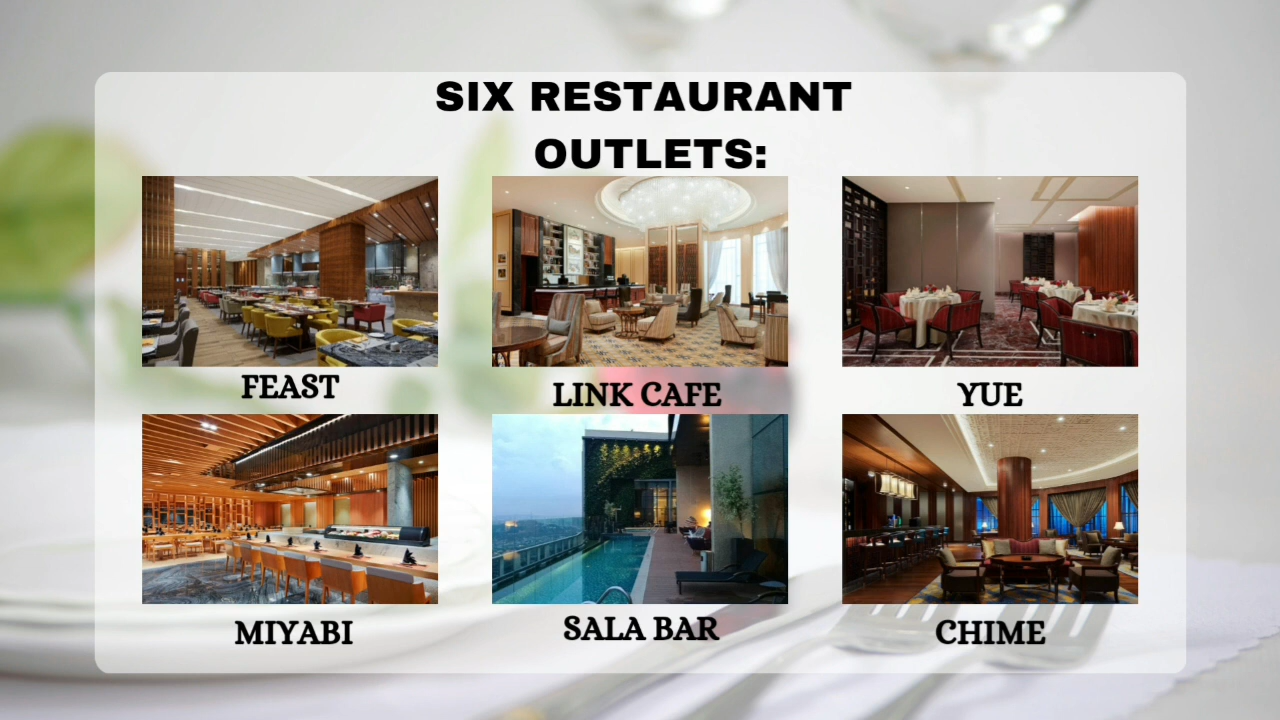 SIX RESTAURANT
OUTLETS:
FEAST
LINK CAFE
YUE
MIYABI
SALA BAR
CHIME